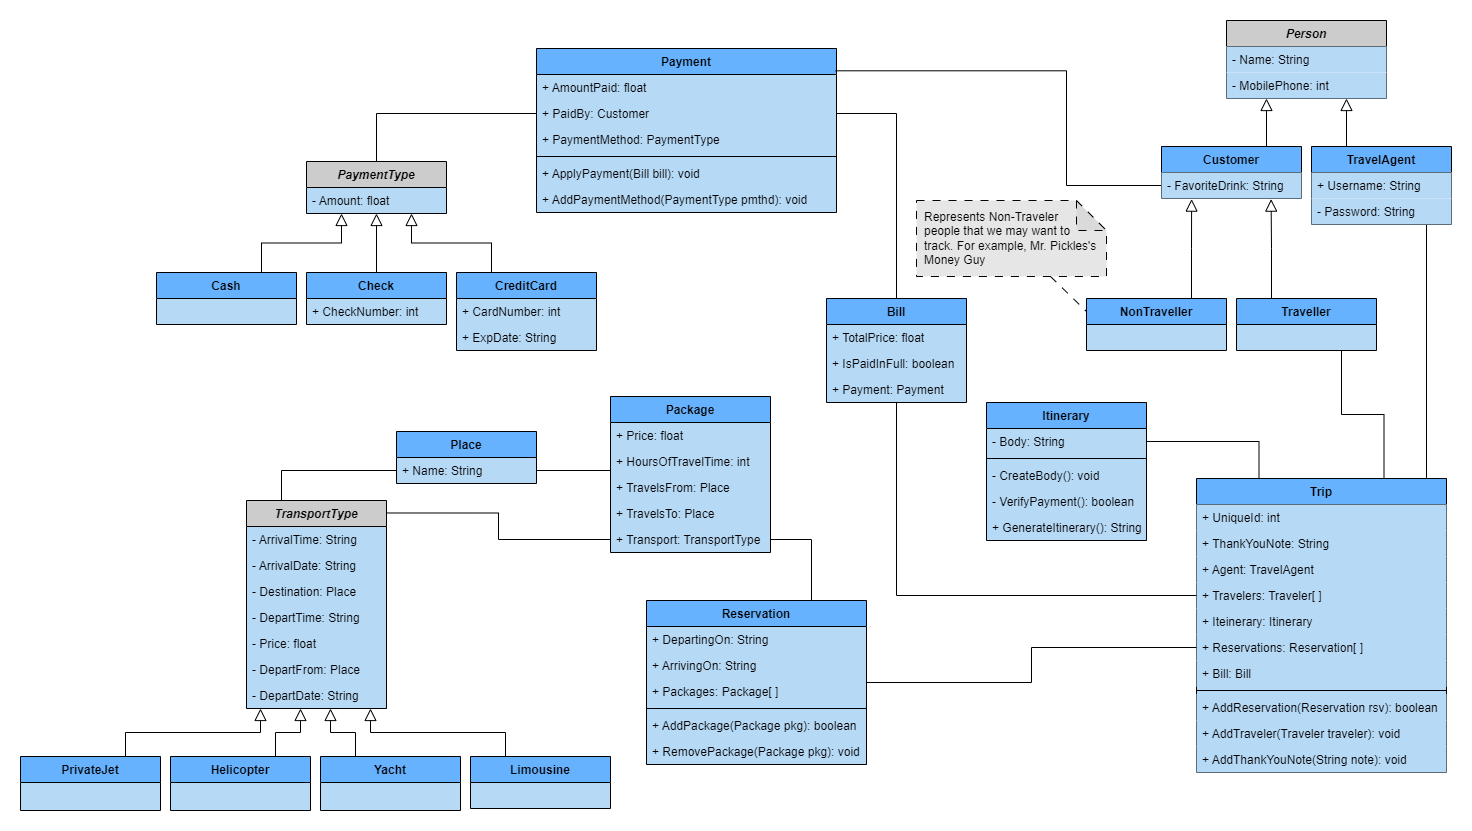 Person
- Name: String
- MobilePhone: int
Payment
+ AmountPaid: float
+ PaidBy: Customer
+ PaymentMethod: PaymentType
+ ApplyPayment(Bill bill): void
+ AddPaymentMethod(PaymentType pmthd): void
PaymentType
- Amount: float
Customer
- FavoriteDrink: String
TravelAgent
+ Username: String
- Password: String
Represents Non-Traveler
people that we may want to
track. For example, Mr. Pickles's
Money Guy
Cash
Check
+ CheckNumber: int
CreditCard
+ CardNumber: int
+ ExpDate: String
Bill
+ TotalPrice: float
+ IsPaidInFull: boolean
+ Payment: Payment
NonTraveller
Traveller
Package
+ Price: float
+ HoursOfTravelTime: int
+ TravelsFrom: Place
+ TravelsTo: Place
+ Transport: TransportType
Itinerary
- Body: String
- CreateBody(): void
- VerifyPayment(): boolean
+ GenerateItinerary(): String
Place
+ Name: String
TransportType
- ArrivalTime: String
- ArrivalDate: String
- Destination: Place
- DepartTime: String
- Price: float
- DepartFrom: Place
- DepartDate: String
Trip
+ UniqueId: int
+ ThankYouNote: String
+ Agent: TravelAgent
+ Travelers: Traveler[ ]
+ Iteinerary: Itinerary
+ Reservations: Reservation[ ]
+ Bill: Bill
+ AddReservation(Reservation rsv): boolean
+ AddTraveler(Traveler traveler): void
+ AddThankYouNote(String note): void
Reservation
+ DepartingOn: String
+ ArrivingOn: String
+ Packages: Package[ ]
+ AddPackage(Package pkg): boolean
+ RemovePackage(Package pkg): void
PrivateJet
Helicopter
Yacht
Limousine